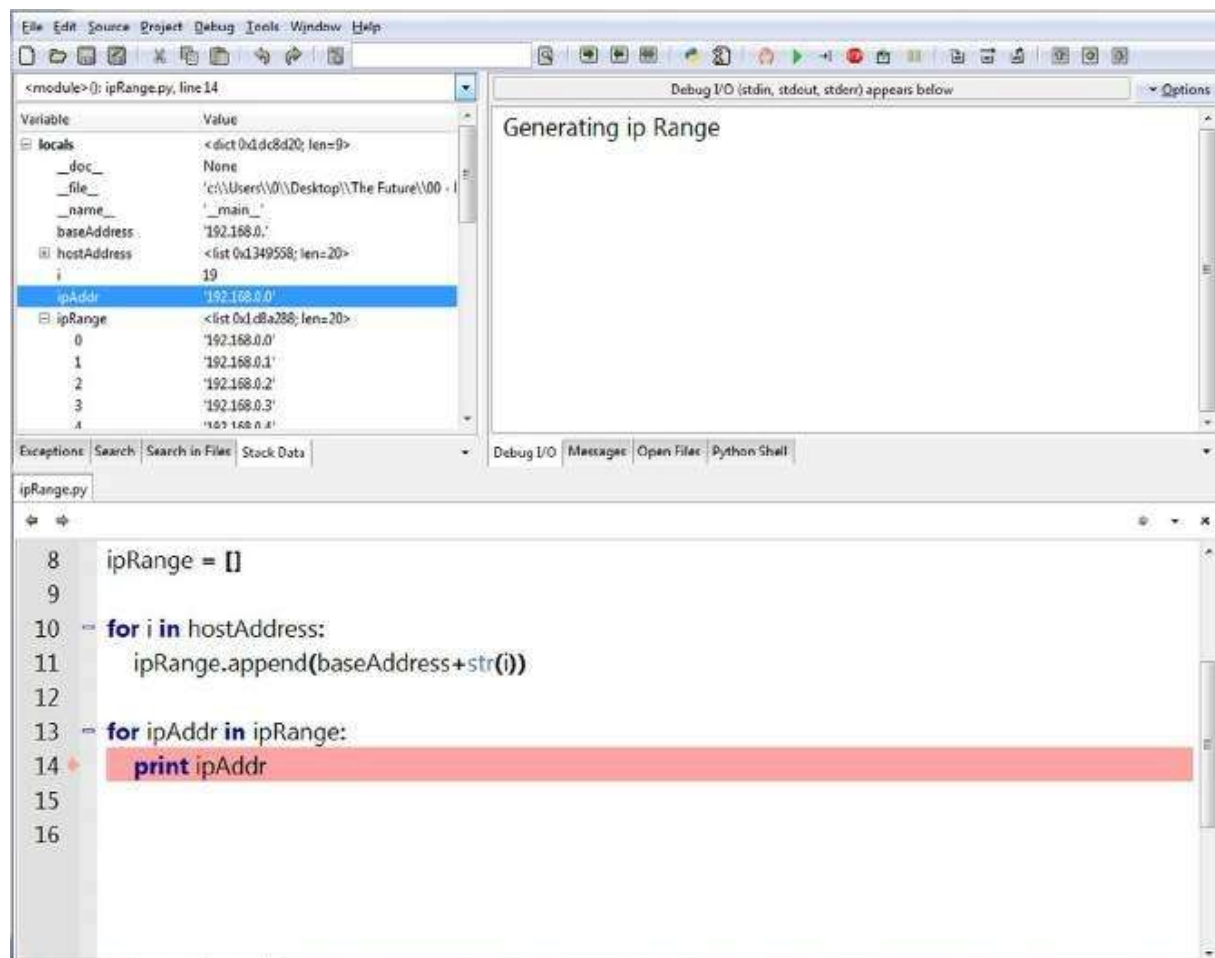 File Edit Source Project Debug Tools Window Help
<module>(): ipRange.py, line 14
Variable Value
locals <dict 0x1dc8d20; len=9>
__doc__ None
__file__ 'c:\\Users\\0\\Desktop\\The Future\\00 -
__name__ '__main__'
baseAddress '192.168.0.'
hostAddress <list 0x1349558; len=20>
i 19
ipAddr '192.168.0.0'
ipRange <list 0x1d8a288; len=20>
0 '192.168.0.0'
1 '192.168.0.1'
2 '192.168.0.2'
3 '192.168.0.3'
4 '192.168.0.4'
Exceptions Search Search in Files Stack Data
Debug I/O (stdin, stdout, stderr) appears below Options
Generating ip Range
Debug I/O Messages Open Files Python Shell
ipRange.py
8 ipRange = []
9
10 for i in hostAddress:
11 ipRange.append(baseAddress+str(i))
12
13 for ipAddr in ipRange:
14 print ipAddr
15
16